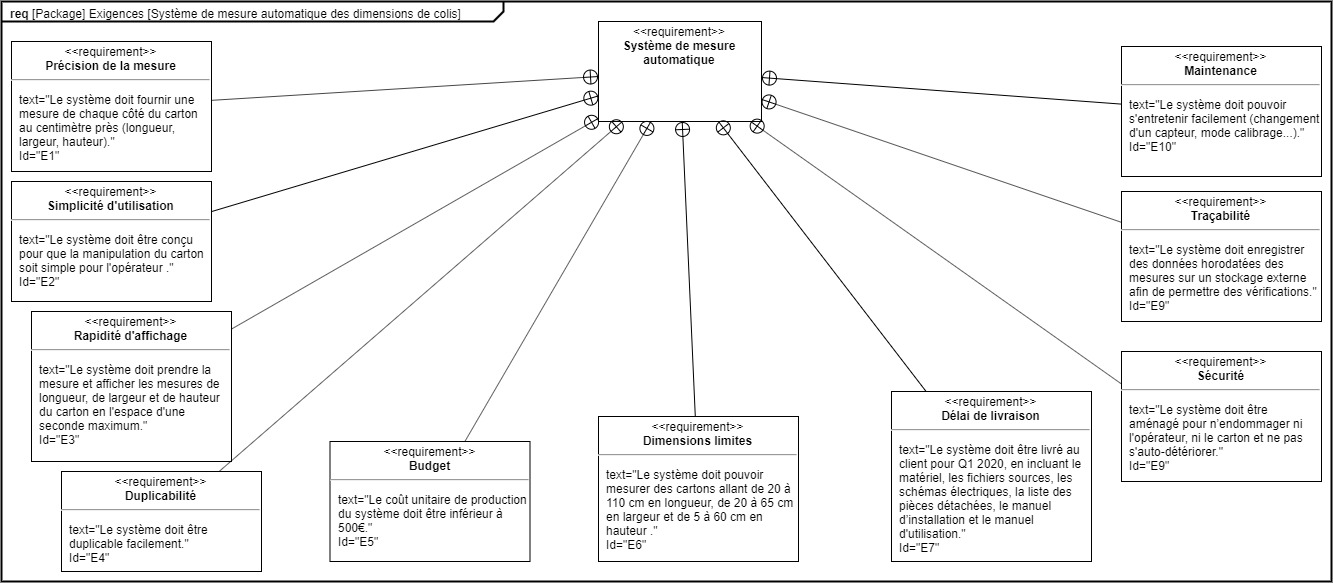 req [Package] Exigences [Système de mesure automatique des dimensions de colis]
<<requirement>>
Système de mesure
automatique
<<requirement>>
Précision de la mesure
text="Le système doit fournir une
mesure de chaque côté du carton
au centimètre près (longueur,
largeur, hauteur)."
Id="E1"
<<requirement>>
Simplicité d'utilisation
text="Le système doit être conçu
pour que la manipulation du carton
soit simple pour l'opérateur ."
Id="E2"
<<requirement>>
Rapidité d'affichage
text="Le système doit prendre la
mesure et afficher les mesures de
longueur, de largeur et de hauteur
du carton en l'espace d'une
seconde maximum."
Id="E3"
<<requirement>>
Duplicabilité
text="Le système doit être
duplicable facilement."
Id="E4"
<<requirement>>
Budget
text="Le coût unitaire de production
du système doit être inférieur à
500€."
Id="E5"
<<requirement>>
Dimensions limites
text="Le système doit pouvoir
mesurer des cartons allant de 20 à
110 cm en longueur, de 20 à 65 cm
en largeur et de 5 à 60 cm en
hauteur ."
Id="E6"
<<requirement>>
Délai de livraison
text="Le système doit être livré au
client pour Q1 2020, en incluant le
matériel, les fichiers sources, les
schémas électriques, la liste des
pièces détachées, le manuel
d'installation et le manuel
d'utilisation."
Id="E7"
<<requirement>>
Sécurité
text="Le système doit être
aménagé pour n'endommager ni
l'opérateur, ni le carton et ne pas
s'auto-détériorer."
Id="E9"
<<requirement>>
Traçabilité
text="Le système doit enregistrer
des données horodatées des
mesures sur un stockage externe
afin de permettre des vérifications."
Id="E9"
<<requirement>>
Maintenance
text="Le système doit pouvoir
s'entretenir facilement (changement
d'un capteur, mode calibrage...)."
Id="E10"